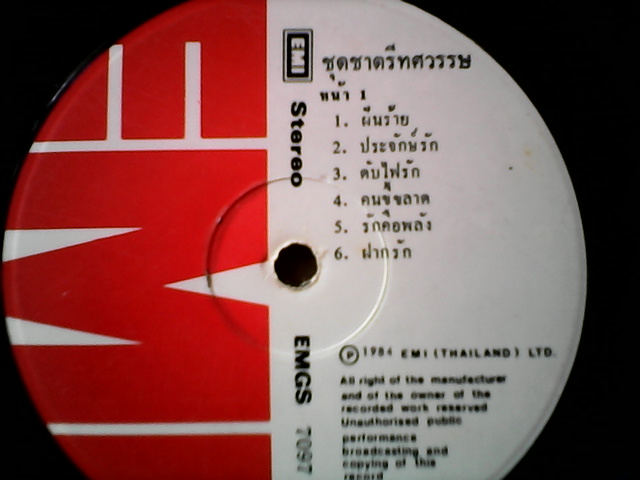 EMI
ชุดชาตรีทศวรรษ
หน้า 1
Stereo
1. ฝืนร้าย
2. ประจักษ์รัก
3. ดับไฟรัก
4. คนขี้ขลาด
5. รักคือพลัง
6. ฝากรัก
EMI
EMGS 7097
Ⓟ 1984 EMI (THAILAND) LTD.
All right of the manufacturer
and of the owner of the
recorded work reserved
Unauthorised public
performance
broadcasting and
copying of this
record